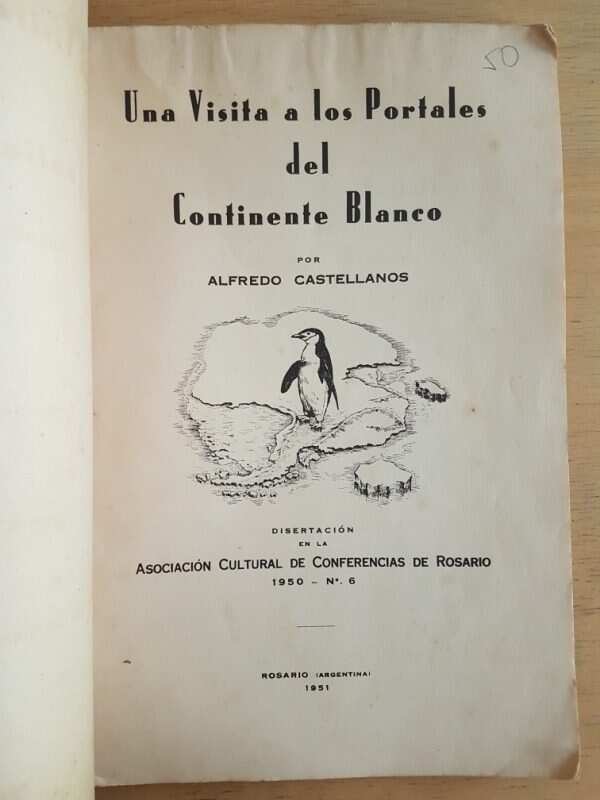 50
Una Visita a los Portales
del
Continente Blanco
POR
ALFREDO CASTELLANOS
DISERTACIÓN
EN LA
ASOCIACIÓN CULTURAL DE CONFERENCIAS DE ROSARIO
1950 - Nº. 6
ROSARIO (ARGENTINA)
1951